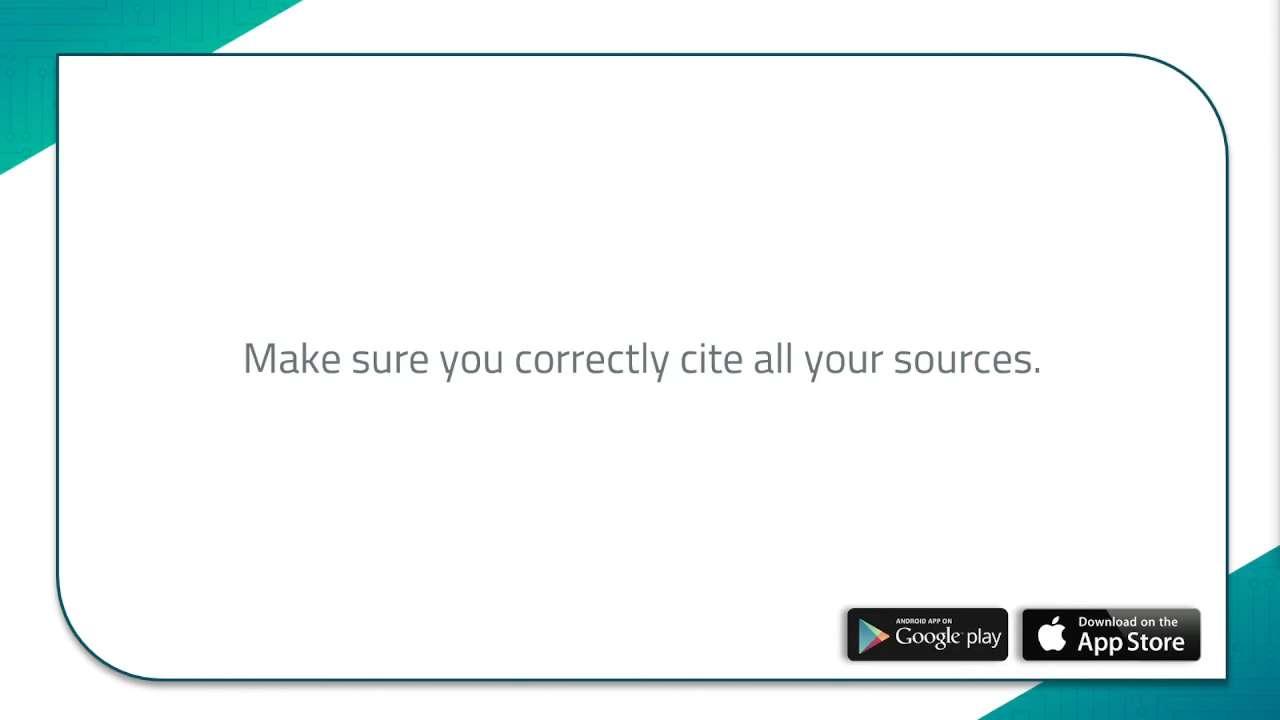 Make sure you correctly cite all your sources.
ANDROID APP ON
Google play
Download on the
App Store